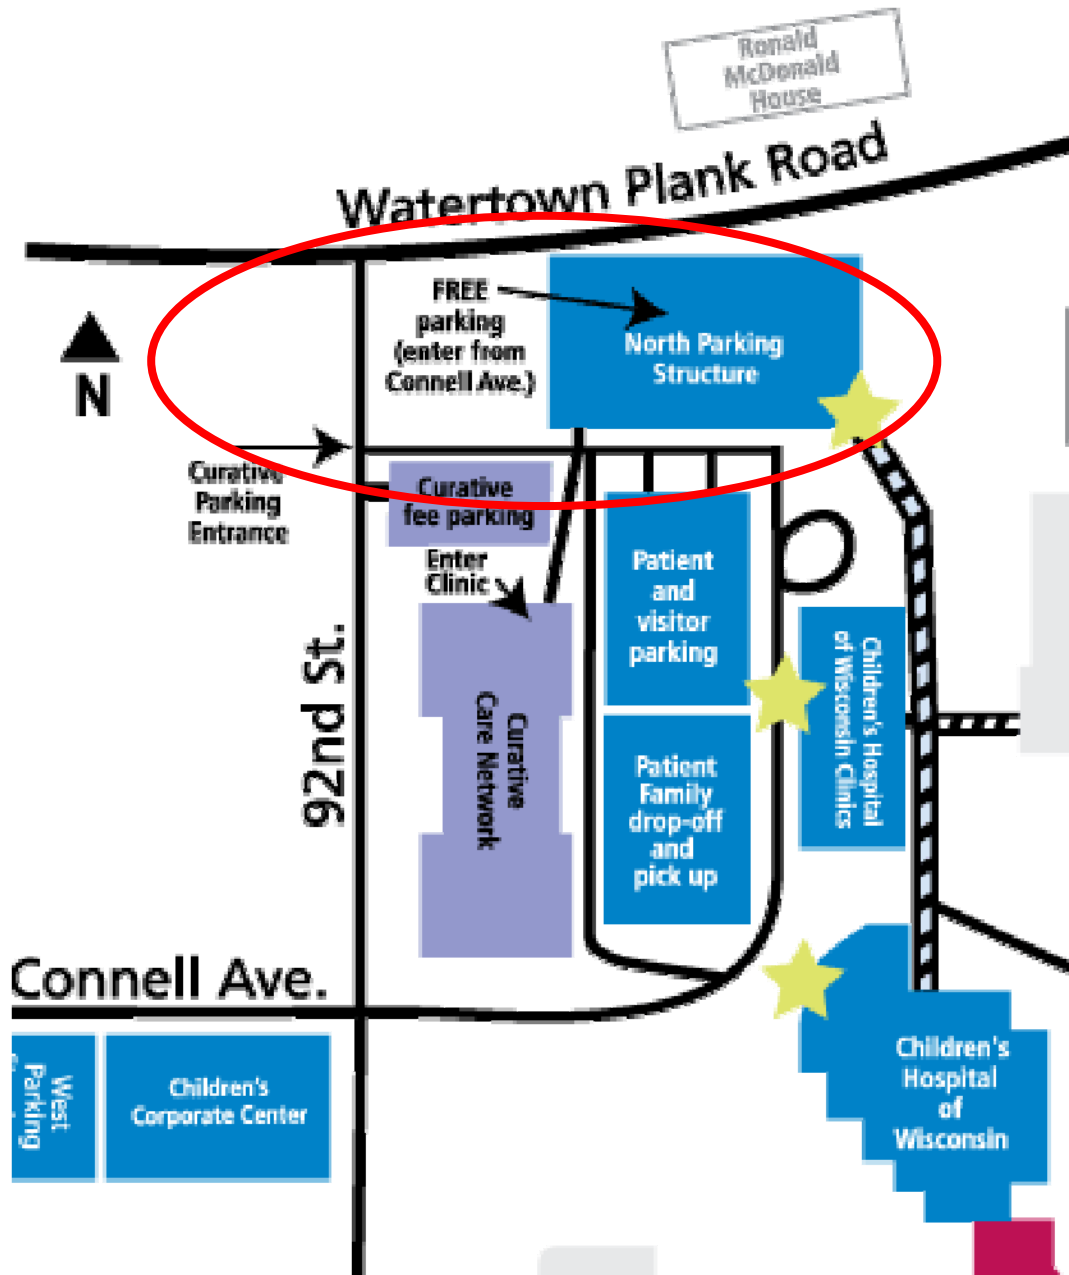 Ronald
McDonald
House
Watertown Plank Road
FREE
parking
(enter from
Connell Ave.)
North Parking
Structure
N
Curative
Parking
Entrance
Curative
fee parking
Enter
Clinic
Patient
and
visitor
parking
92nd St.
Curative
Care Network
Children's Hospital
of Wisconsin Clinics
Patient
Family
drop-off
and
pick up
Connell Ave.
West
Parking
Children's
Corporate Center
Children's
Hospital
of
Wisconsin